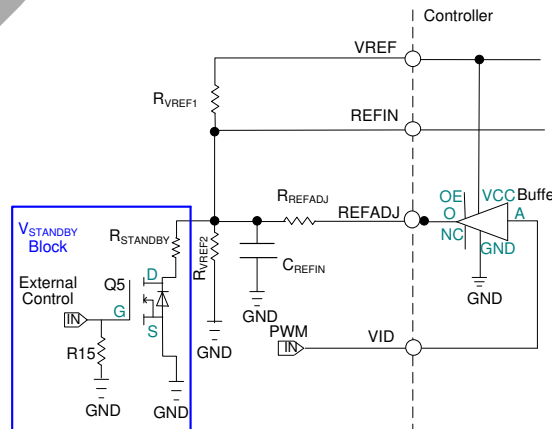 Controller
VREF
RVREF1
REFIN
RREFADJ
REFADJ
OE
VCC
Buffe
O
A
NC
GND
VSTANDBY
Block
RSTANDBY
RVREF2
CREFIN
External
Control
Q5
D
G
S
IN
R15
GND
GND
GND
GND
GND
PWM
IN
VID